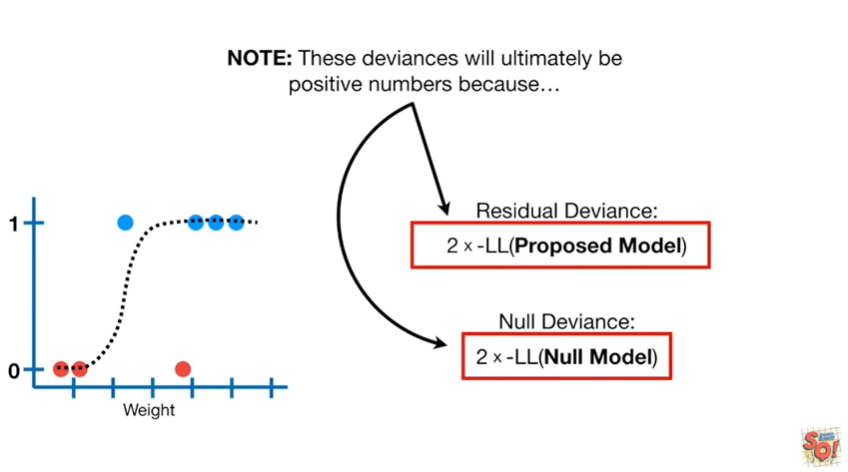 NOTE: These deviances will ultimately be
positive numbers because…
Residual Deviance:
2 × -LL(Proposed Model)
Null Deviance:
2 × -LL(Null Model)
1
0
Weight